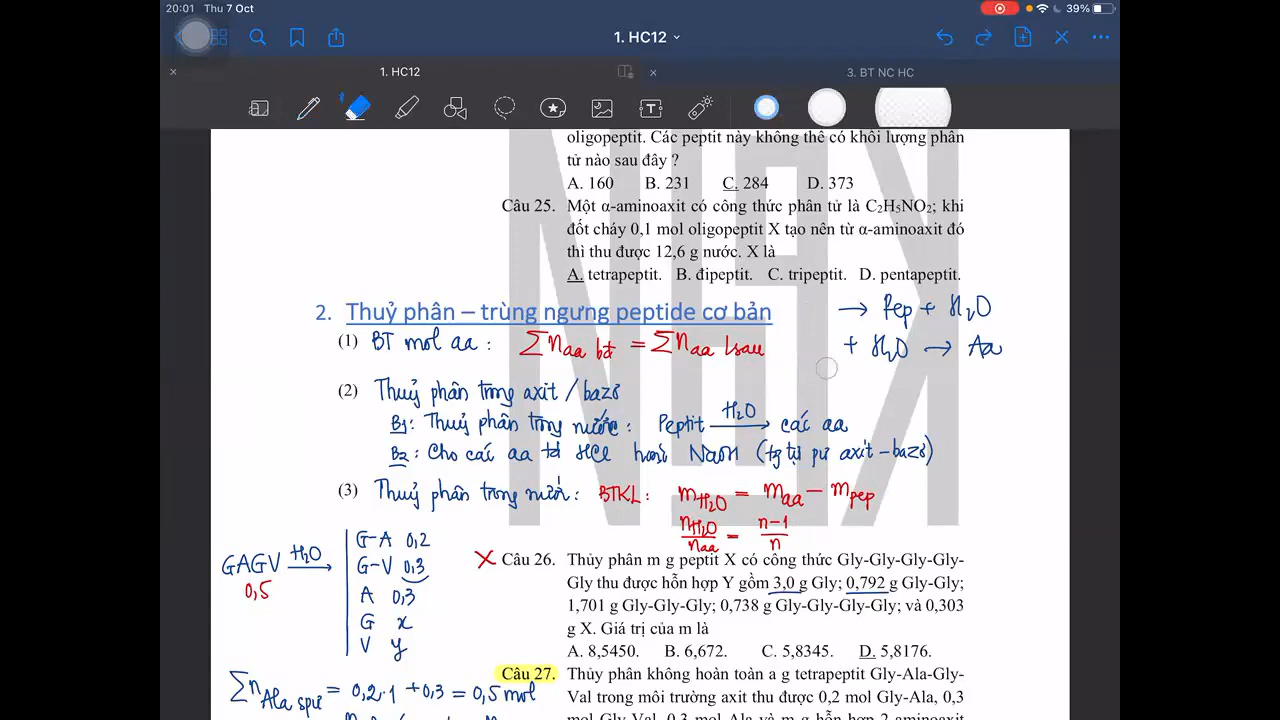 20:01 Thu 7 Oct 39%
1. HC12
1. HC12 3. BT NC HC
oligopeptit. Các peptit này không thể có khối lượng phân
tử nào sau đây ?
A. 160 B. 231 C. 284 D. 373
Câu 25. Một α-aminoaxit có công thức phân tử là C₂H₅NO₂; khi
đốt cháy 0,1 mol oligopeptit X tạo nên từ α-aminoaxit đó
thì thu được 12,6 g nước. X là
A. tetrapeptit. B. đipeptit. C. tripeptit. D. pentapeptit.
2. Thuỷ phân – trùng ngưng peptide cơ bản
→ Pep + H₂O
(1) BT mol aa : Σn aa bđ = Σn aa lsau
+ H₂O → Aa
(2) Thuỷ phân trong axit / bazơ
B1: Thuỷ phân trong nước : Peptit H₂O → các aa
B2: Cho các aa td HCl hoặc NaOH (tg tự pư axit – bazơ)
(3) Thuỷ phân trong nước : BTKL : mH₂O = maa – mpep
nH₂O / naa = n-1 / n
GAGV H₂O →
0,5
G-A 0,2
G-V 0,3
A 0,3
G x
V y
X Câu 26. Thủy phân m g peptit X có công thức Gly-Gly-Gly-Gly-
Gly thu được hỗn hợp Y gồm 3,0 g Gly; 0,792 g Gly-Gly;
1,701 g Gly-Gly-Gly; 0,738 g Gly-Gly-Gly-Gly; và 0,303
g X. Giá trị của m là
A. 8,5450. B. 6,672. C. 5,8345. D. 5,8176.
Câu 27. Thủy phân không hoàn toàn a g tetrapeptit Gly-Ala-Gly-
Val trong môi trường axit thu được 0,2 mol Gly-Ala, 0,3
mol Gly-Val, 0,3 mol Ala và m g hỗn hợp 2 aminoaxit
Σn Ala spư = 0,2.1 + 0,3 = 0,5 mol